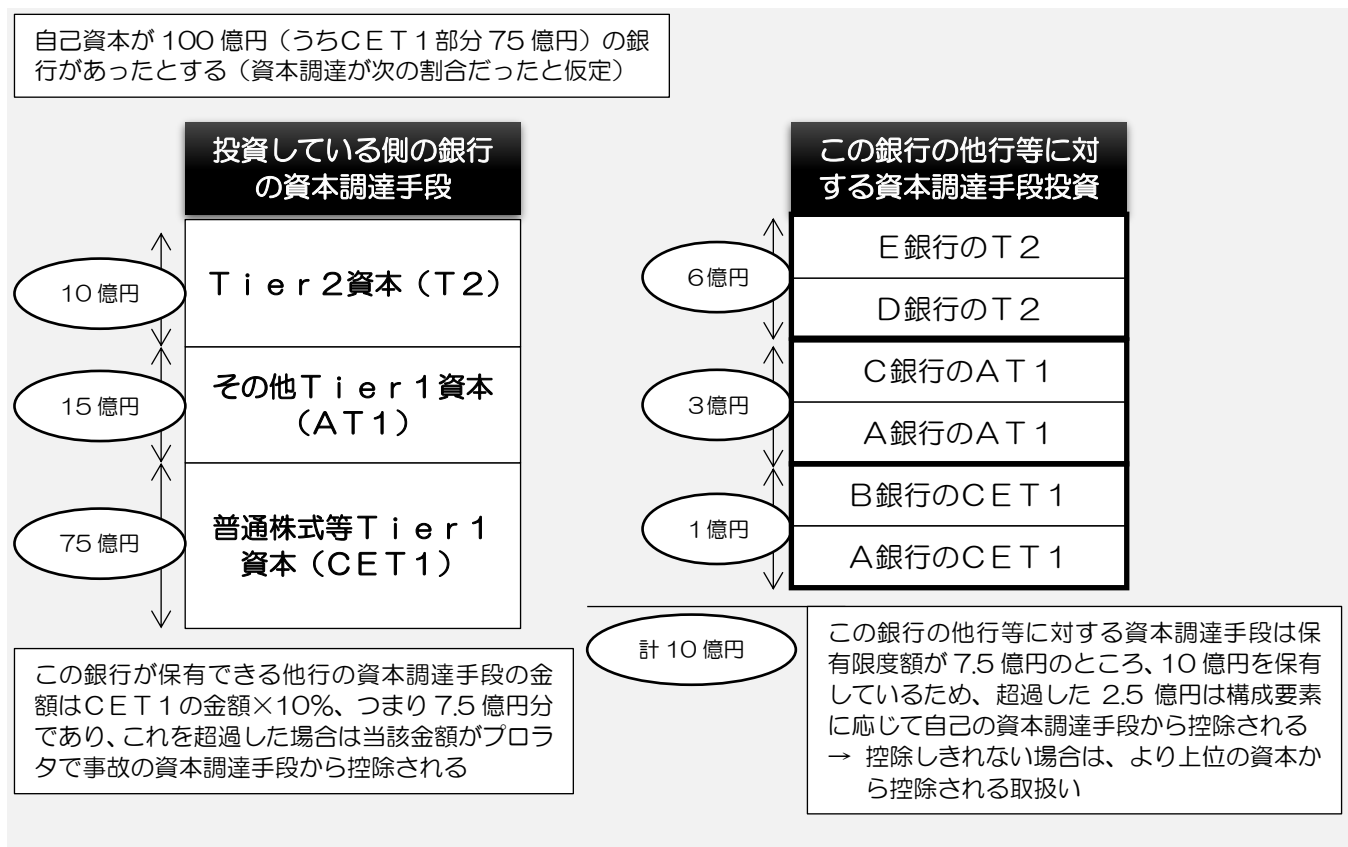 自己資本が 100 億円（うちＣＥＴ１部分 75 億円）の銀
行があったとする（資本調達が次の割合だったと仮定）
投資している側の銀行
の資本調達手段
10 億円
Ｔｉｅｒ２資本（Ｔ２）
15 億円
その他Ｔｉｅｒ１資本
（ＡＴ１）
75 億円
普通株式等Ｔｉｅｒ１
資本（ＣＥＴ１）
この銀行が保有できる他行の資本調達手段の金
額はＣＥＴ１の金額×10％、つまり 7.5 億円分
であり、これを超過した場合は当該金額がプロラ
タで事故の資本調達手段から控除される
この銀行の他行等に対
する資本調達手段投資
6億円
Ｅ銀行のＴ２
Ｄ銀行のＴ２
3億円
Ｃ銀行のＡＴ１
Ａ銀行のＡＴ１
1億円
Ｂ銀行のＣＥＴ１
Ａ銀行のＣＥＴ１
計 10 億円
この銀行の他行等に対する資本調達手段は保
有限度額が 7.5 億円のところ、10 億円を保有
しているため、超過した 2.5 億円は構成要素
に応じて自己の資本調達手段から控除される
→ 控除しきれない場合は、より上位の資本か
ら控除される取扱い